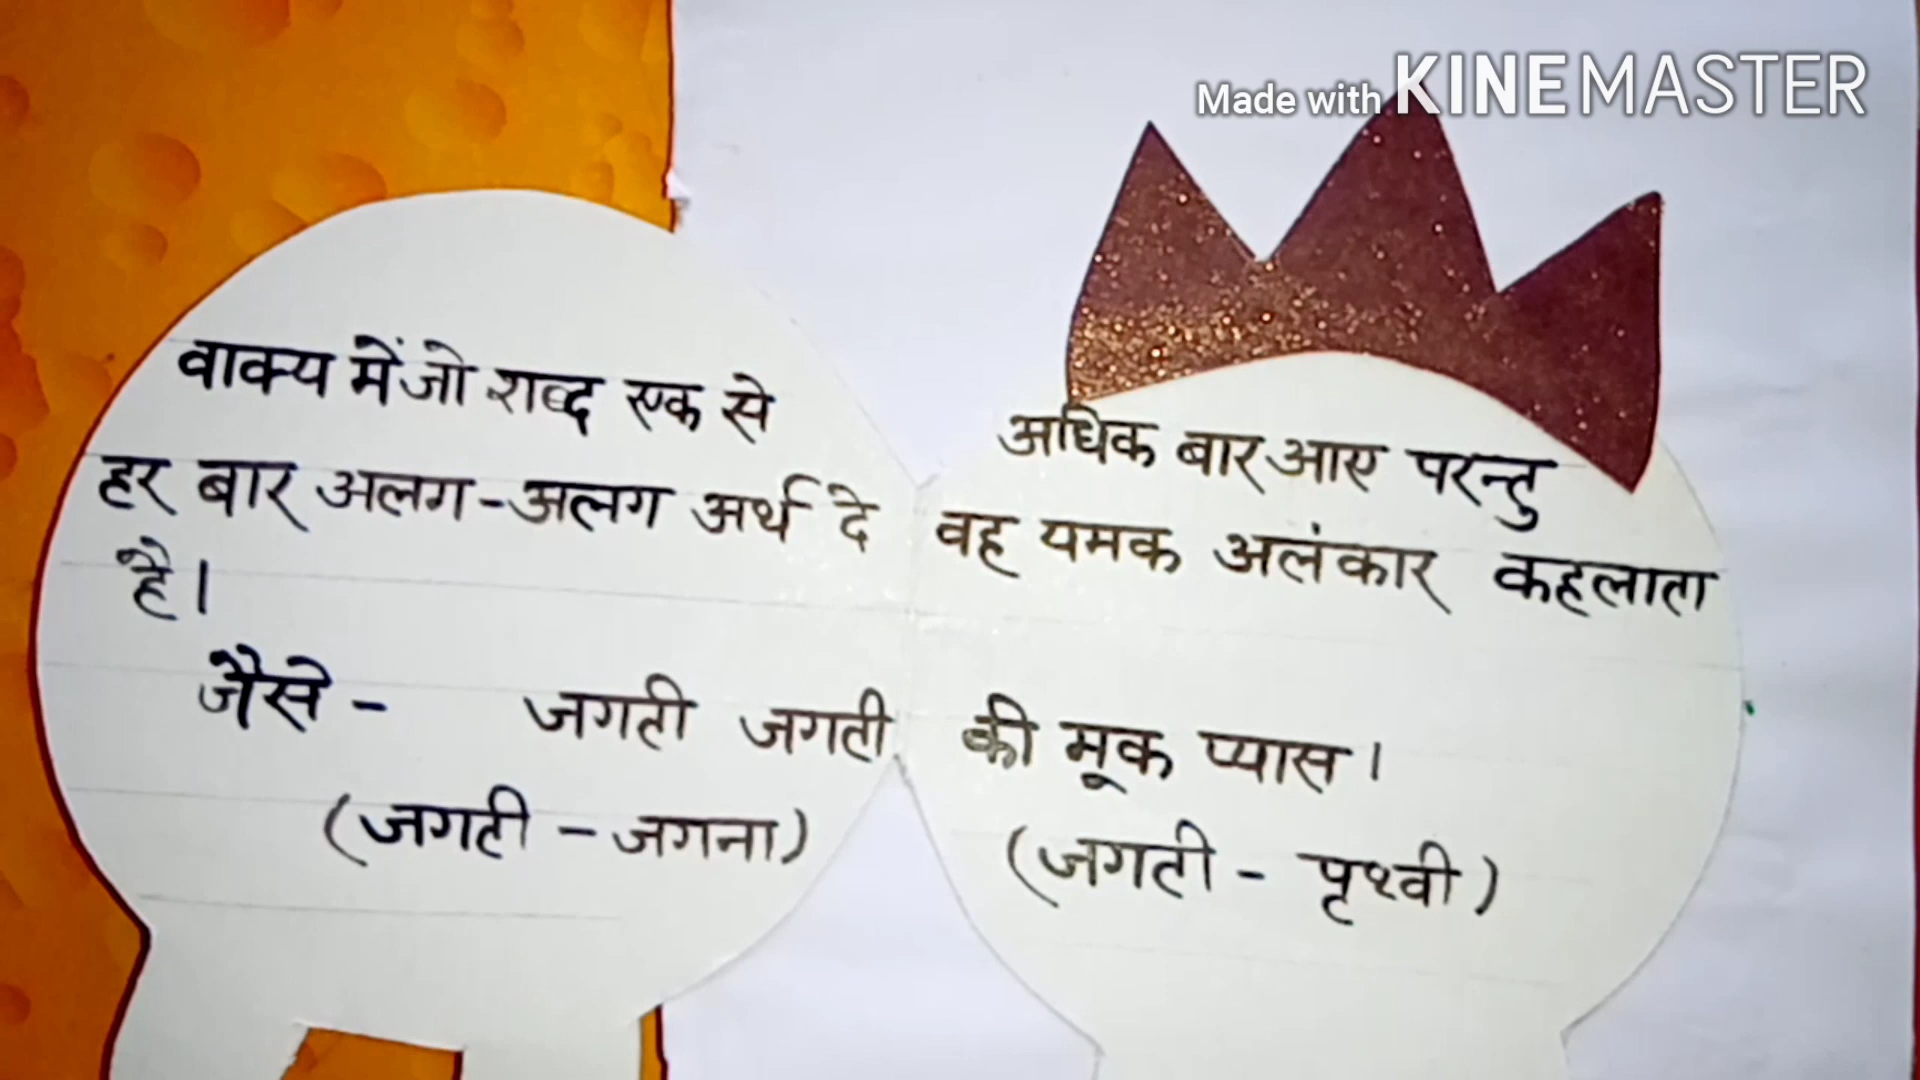 Made with KINEMASTER
वाक्य में जो शब्द एक से अधिक बार आए परन्तु
हर बार अलग-अलग अर्थ दे वह यमक अलंकार कहलाता
है।
जैसे - जगती जगती की मूक प्यास।
(जगती - जगना) (जगती - पृथ्वी)